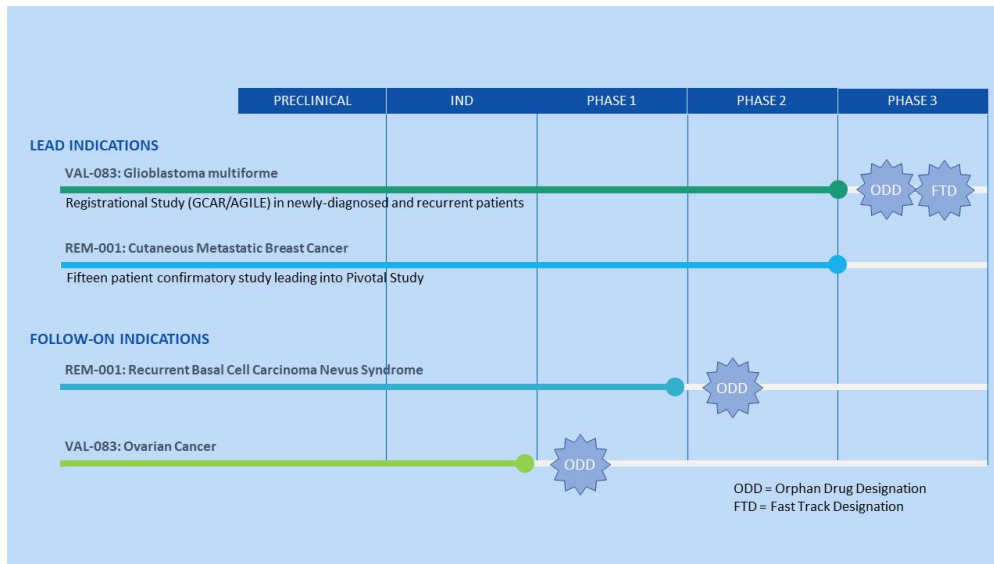 PRECLINICAL IND PHASE 1 PHASE 2 PHASE 3
LEAD INDICATIONS
VAL-083: Glioblastoma multiforme
ODD FTD
Registrational Study (GCAR/AGILE) in newly-diagnosed and recurrent patients
REM-001: Cutaneous Metastatic Breast Cancer
Fifteen patient confirmatory study leading into Pivotal Study
FOLLOW-ON INDICATIONS
REM-001: Recurrent Basal Cell Carcinoma Nevus Syndrome
ODD
VAL-083: Ovarian Cancer
ODD
ODD = Orphan Drug Designation
FTD = Fast Track Designation